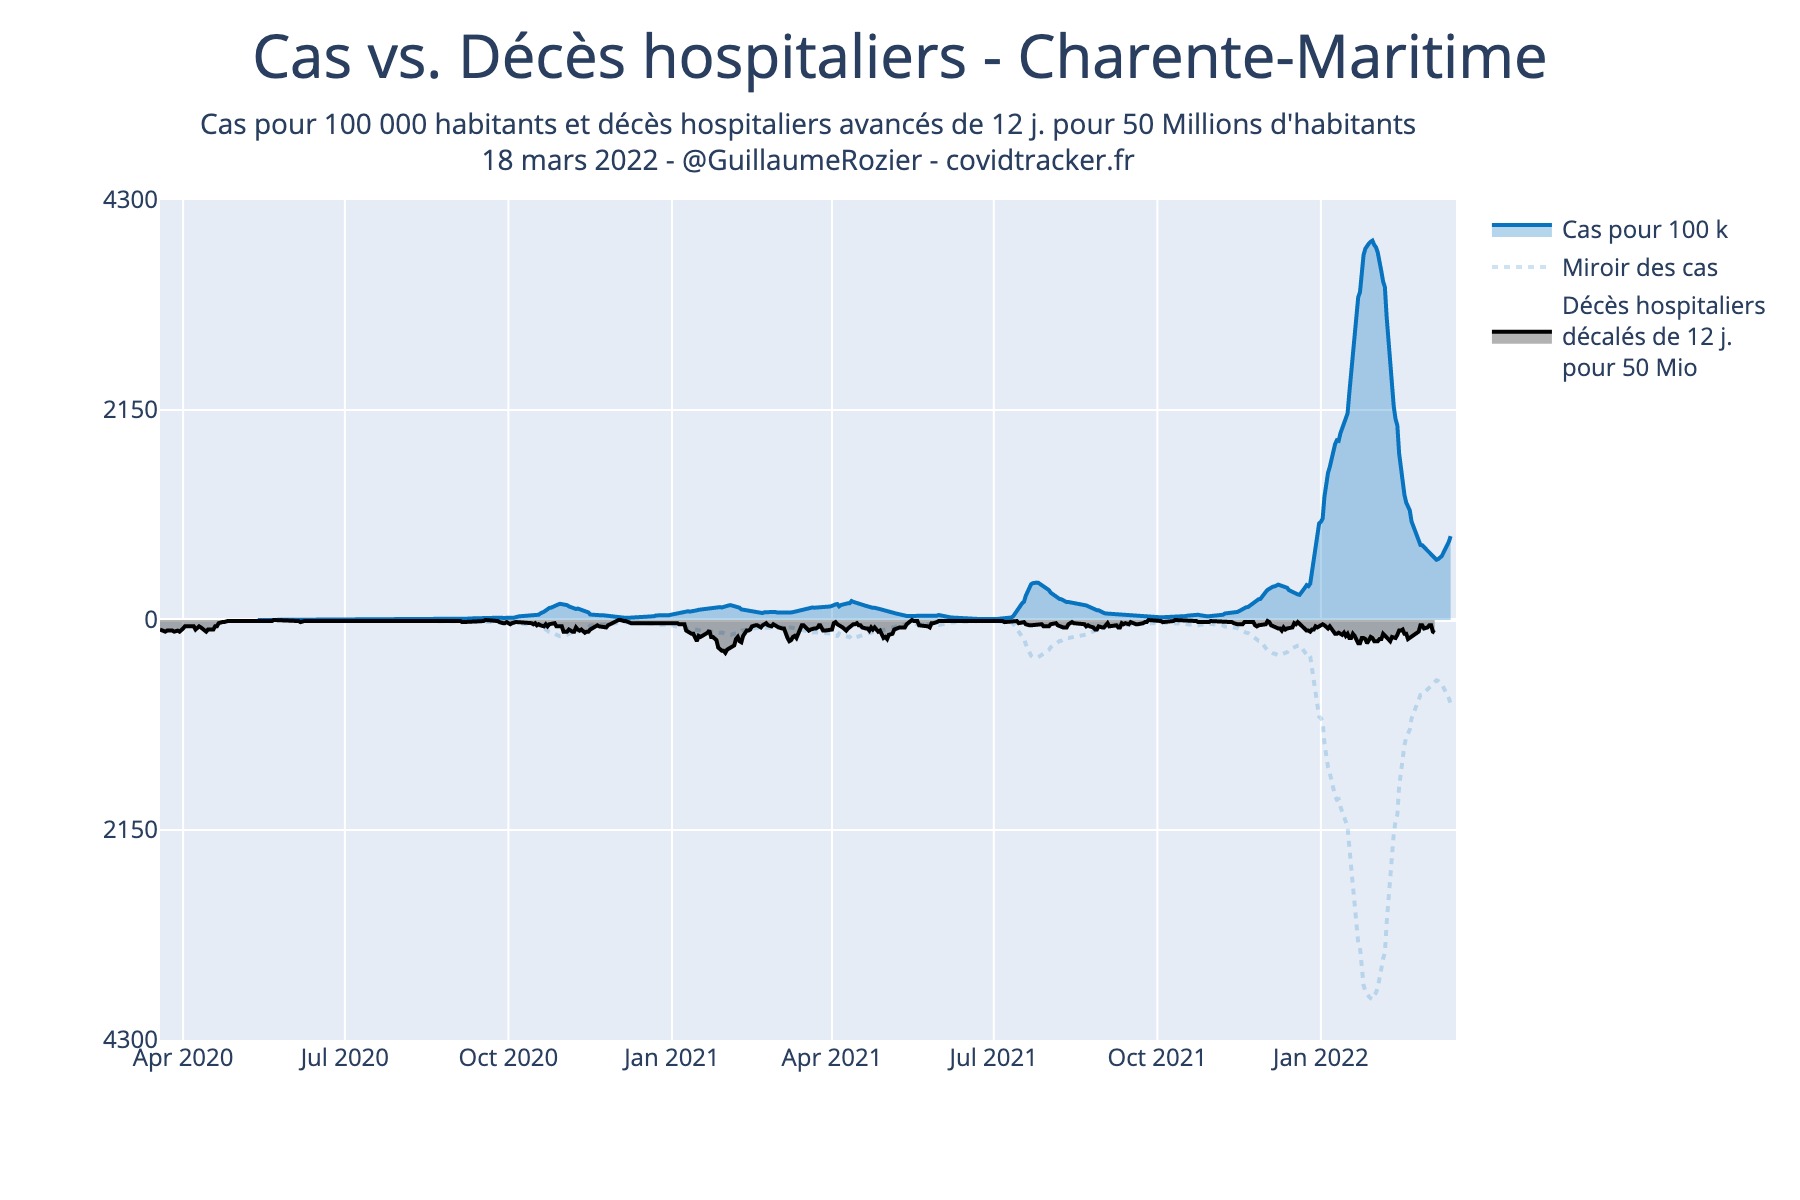 Cas vs. Décès hospitaliers - Charente-Maritime
Cas pour 100 000 habitants et décès hospitaliers avancés de 12 j. pour 50 Millions d'habitants
18 mars 2022 - @GuillaumeRozier - covidtracker.fr
4300
2150
0
2150
4300
Apr 2020
Jul 2020
Oct 2020
Jan 2021
Apr 2021
Jul 2021
Oct 2021
Jan 2022
Cas pour 100 k
Miroir des cas
Décès hospitaliers
décalés de 12 j.
pour 50 Mio